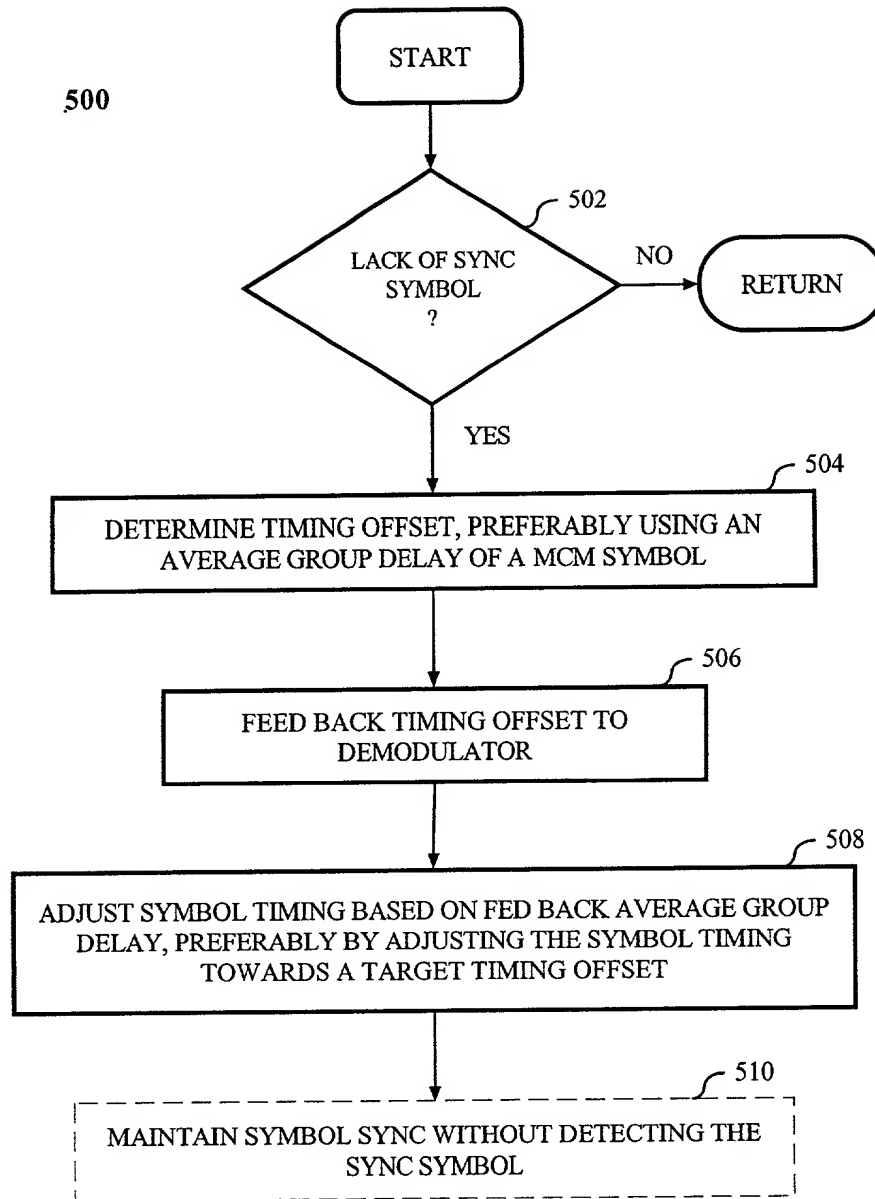 START
500
502
LACK OF SYNC
SYMBOL
?
NO
RETURN
YES
504
DETERMINE TIMING OFFSET, PREFERABLY USING AN
AVERAGE GROUP DELAY OF A MCM SYMBOL
506
FEED BACK TIMING OFFSET TO
DEMODULATOR
508
ADJUST SYMBOL TIMING BASED ON FED BACK AVERAGE GROUP
DELAY, PREFERABLY BY ADJUSTING THE SYMBOL TIMING
TOWARDS A TARGET TIMING OFFSET
510
MAINTAIN SYMBOL SYNC WITHOUT DETECTING THE
SYNC SYMBOL